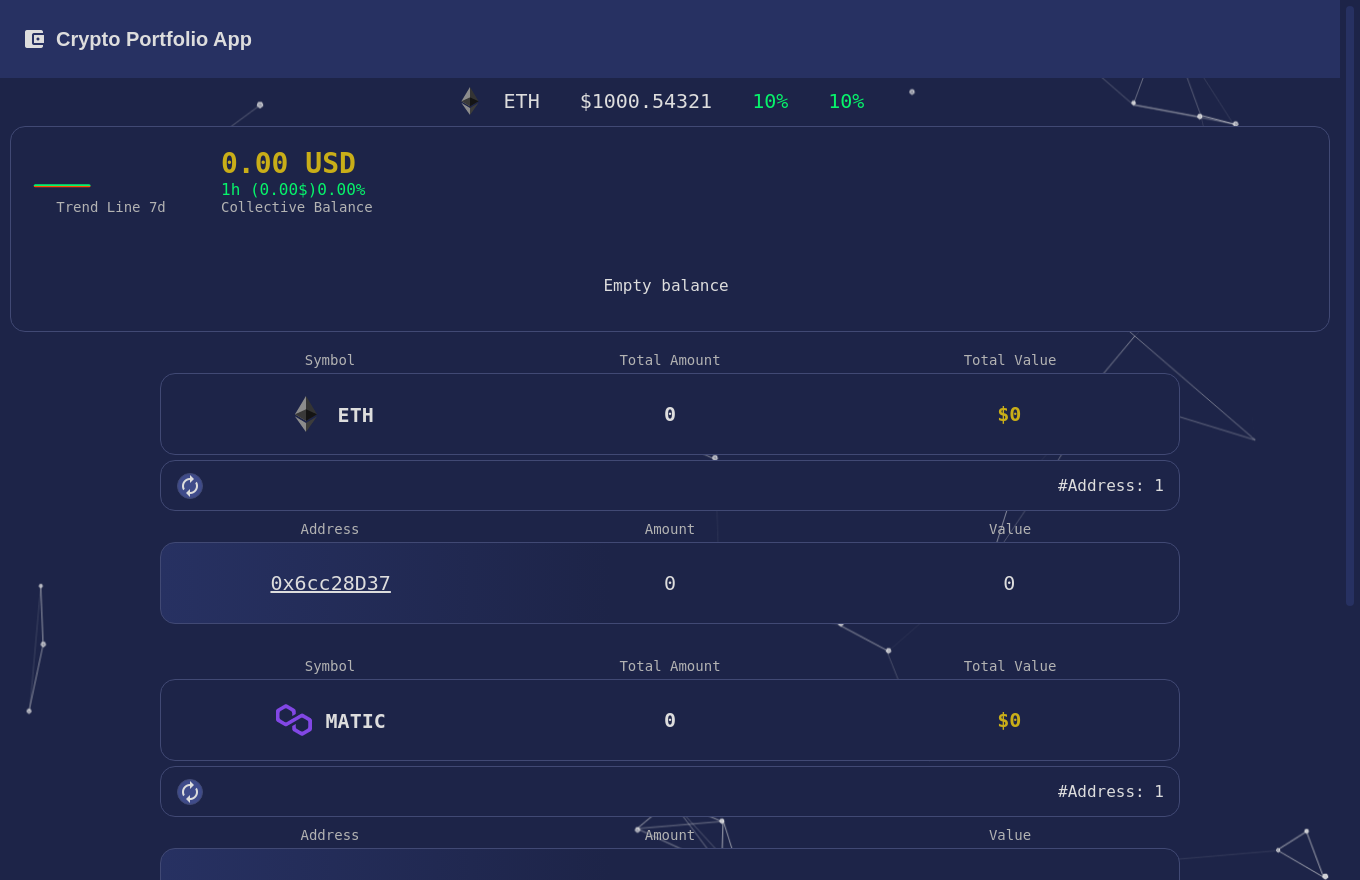 Crypto Portfolio App
ETH $1000.54321 10% 10%
0.00 USD
1h (0.00$)0.00%
Trend Line 7d Collective Balance
Empty balance
Symbol Total Amount Total Value
ETH 0 $0
#Address: 1
Address Amount Value
0x6cc28D37 0 0
Symbol Total Amount Total Value
MATIC 0 $0
#Address: 1
Address Amount Value